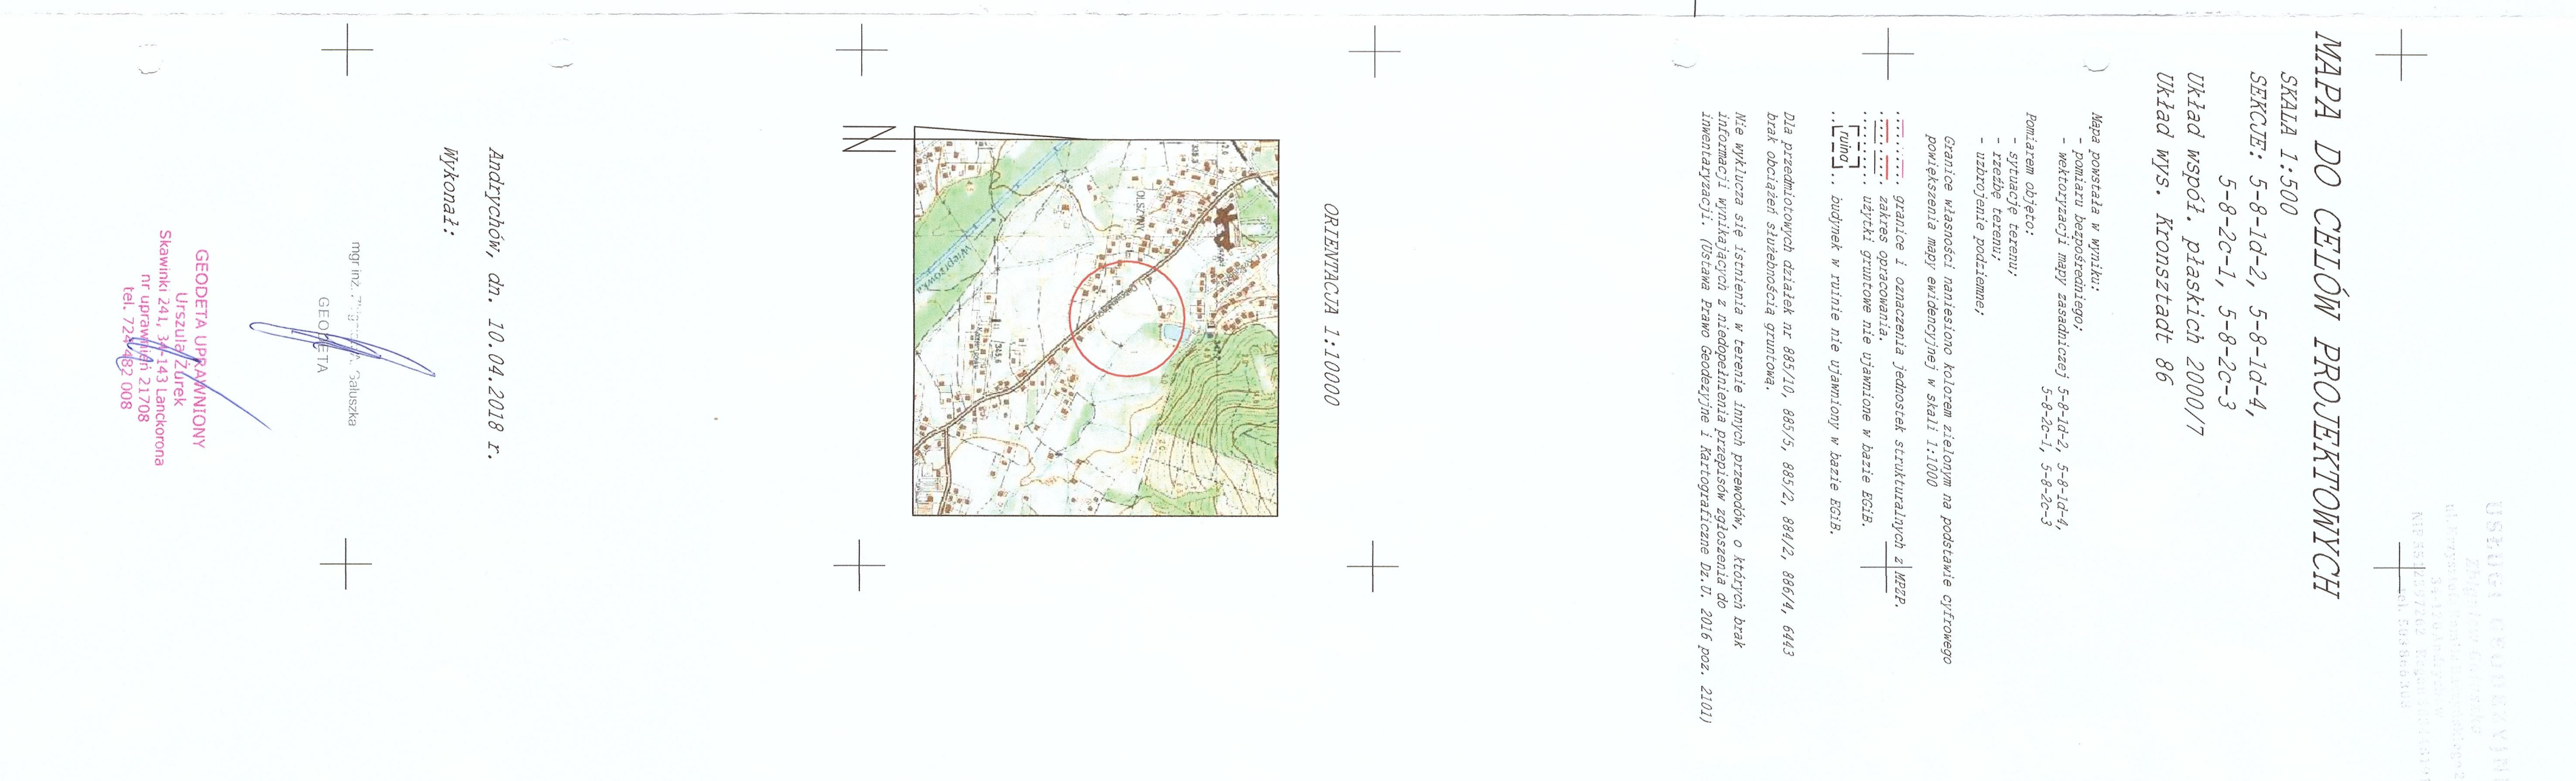 MAPA DO CELÓW PROJEKTOWYCH
SKALA 1:500
SEKCJE: 5-8-1d-2, 5-8-1d-4,
5-8-2c-1, 5-8-2c-3
Układ współ. płaskich 2000/7
Układ wys. Kronsztadt 86
Mapa powstała w wyniku:
- pomiaru bezpośredniego;
- wektoryzacji mapy zasadniczej 5-8-1d-2, 5-8-1d-4,
5-8-2c-1, 5-8-2c-3
Pomiarem objęto:
- sytuację terenu;
- rzeźbę terenu;
- uzbrojenie podziemne;
Granice własności naniesiono kolorem zielonym na podstawie cyfrowego
powiększenia mapy ewidencyjnej w skali 1:1000
granice i oznaczenia jednostek strukturalnych z MPZP.
zakres opracowania.
użytki gruntowe nie ujawnione w bazie EGiB.
ruina budynek w ruinie nie ujawniony w bazie EGiB.
Dla przedmiotowych działek nr 885/10, 885/5, 885/2, 884/2, 886/4, 6443
brak obciążeń służebnością gruntową.
Nie wyklucza się istnienia w terenie innych przewodów, o których brak
informacji wynikających z niedopełnienia przepisów zgłoszenia do
inwentaryzacji. (Ustawa Prawo Geodezyjne i Kartograficzne Dz.U. 2016 poz. 2101)
ORIENTACJA 1:10000
OLSZYNY
Wieprzówka
345.6
N
Andrychów, dn. 10.04.2018 r.
Wykonał:
mgr inż. Gałuszka
GEODETA
GEODETA UPRAWNIONY
Urszula Żurek
Skawinki 241, 34-143 Lanckorona
nr uprawnień 21708
tel. 724 482 008